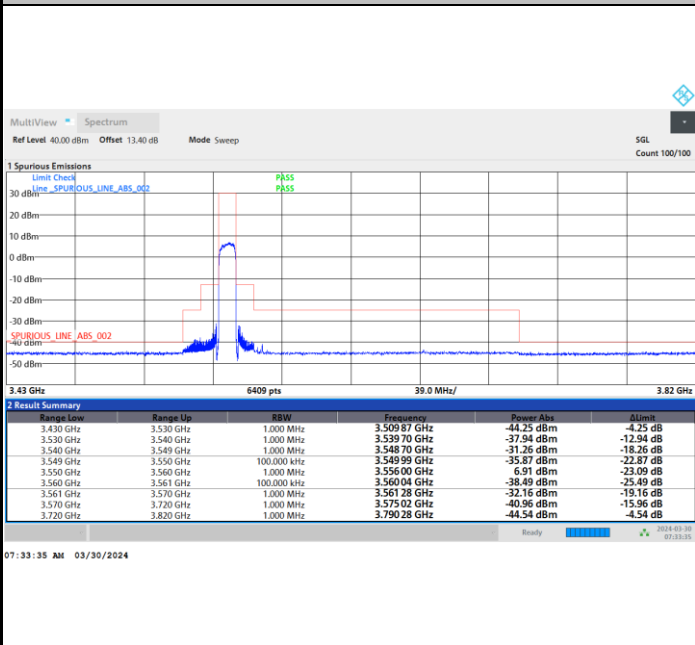 MultiView Spectrum
Ref Level 40.00 dBm Offset 13.40 dB Mode Sweep SGL
Count 100/100
1 Spurious Emissions
Limit Check PASS
Line _SPURIOUS_LINE_ABS_002 PASS
30 dBm
20 dBm
10 dBm
0 dBm
-10 dBm
-20 dBm
-30 dBm
SPURIOUS_LINE_ABS_002
-40 dBm
-50 dBm
3.43 GHz 6409 pts 39.0 MHz/ 3.82 GHz
2 Result Summary
Range Low Range Up RBW Frequency Power Abs ΔLimit
3.430 GHz 3.530 GHz 1.000 MHz 3.509 87 GHz -44.25 dBm -4.25 dB
3.530 GHz 3.540 GHz 1.000 MHz 3.539 70 GHz -37.94 dBm -12.94 dB
3.540 GHz 3.549 GHz 1.000 MHz 3.548 70 GHz -31.26 dBm -18.26 dB
3.549 GHz 3.550 GHz 100.000 kHz 3.549 99 GHz -35.87 dBm -22.87 dB
3.550 GHz 3.560 GHz 1.000 MHz 3.556 00 GHz 6.91 dBm -23.09 dB
3.560 GHz 3.561 GHz 100.000 kHz 3.560 04 GHz -38.49 dBm -25.49 dB
3.561 GHz 3.570 GHz 1.000 MHz 3.561 28 GHz -32.16 dBm -19.16 dB
3.570 GHz 3.720 GHz 1.000 MHz 3.575 02 GHz -40.96 dBm -15.96 dB
3.720 GHz 3.820 GHz 1.000 MHz 3.790 28 GHz -44.54 dBm -4.54 dB
Ready 2024-03-30
07:33:35
07:33:35 AM 03/30/2024